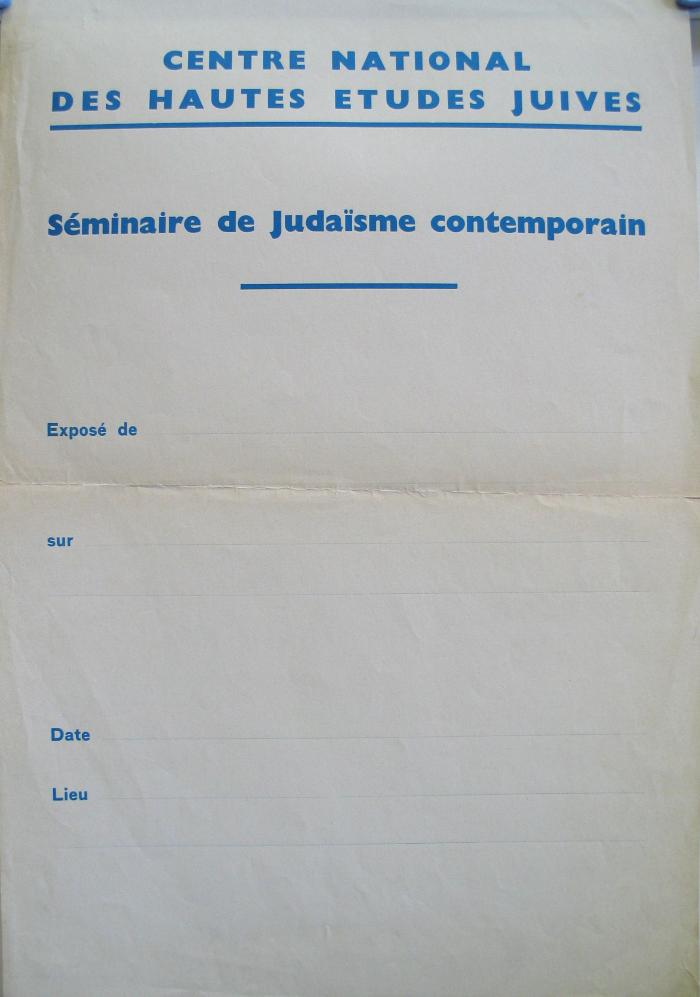 CENTRE NATIONAL
DES HAUTES ETUDES JUIVES
Séminaire de Judaïsme contemporain
Exposé de
sur
Date
Lieu